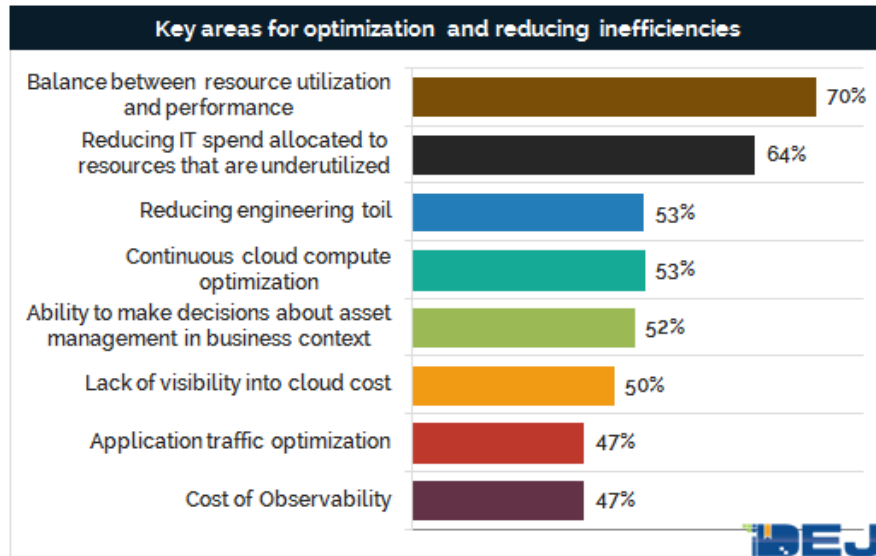 Key areas for optimization and reducing inefficiencies
Balance between resource utilization
and performance
70%
Reducing IT spend allocated to
resources that are underutilized
64%
Reducing engineering toil
53%
Continuous cloud compute
optimization
53%
Ability to make decisions about asset
management in business context
52%
Lack of visibility into cloud cost
50%
Application traffic optimization
47%
Cost of Observability
47%
DEJ